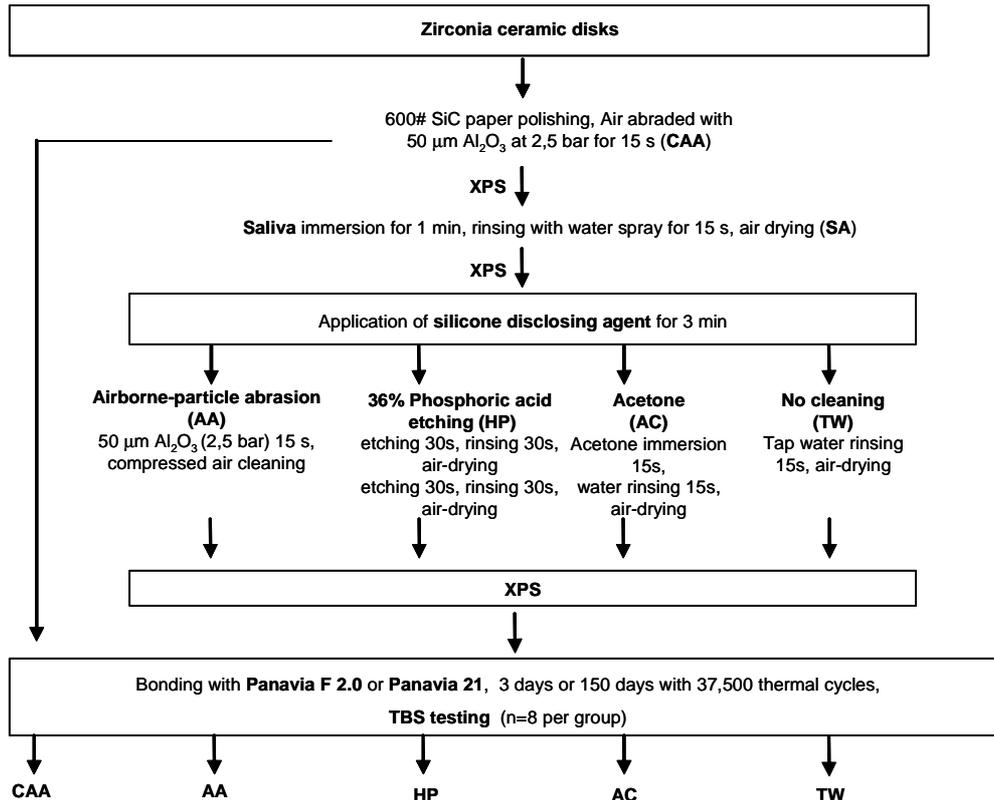 Zirconia ceramic disks
600# SiC paper polishing, Air abraded with
50 µm Al₂O₃ at 2,5 bar for 15 s (CAA)
XPS
Saliva immersion for 1 min, rinsing with water spray for 15 s, air drying (SA)
XPS
Application of silicone disclosing agent for 3 min
Airborne-particle abrasion
(AA)
50 µm Al₂O₃ (2,5 bar) 15 s,
compressed air cleaning
36% Phosphoric acid
etching (HP)
etching 30s, rinsing 30s,
air-drying
etching 30s, rinsing 30s,
air-drying
Acetone
(AC)
Acetone immersion
15s,
water rinsing 15s,
air-drying
No cleaning
(TW)
Tap water rinsing
15s, air-drying
XPS
Bonding with Panavia F 2.0 or Panavia 21, 3 days or 150 days with 37,500 thermal cycles,
TBS testing (n=8 per group)
CAA
AA
HP
AC
TW